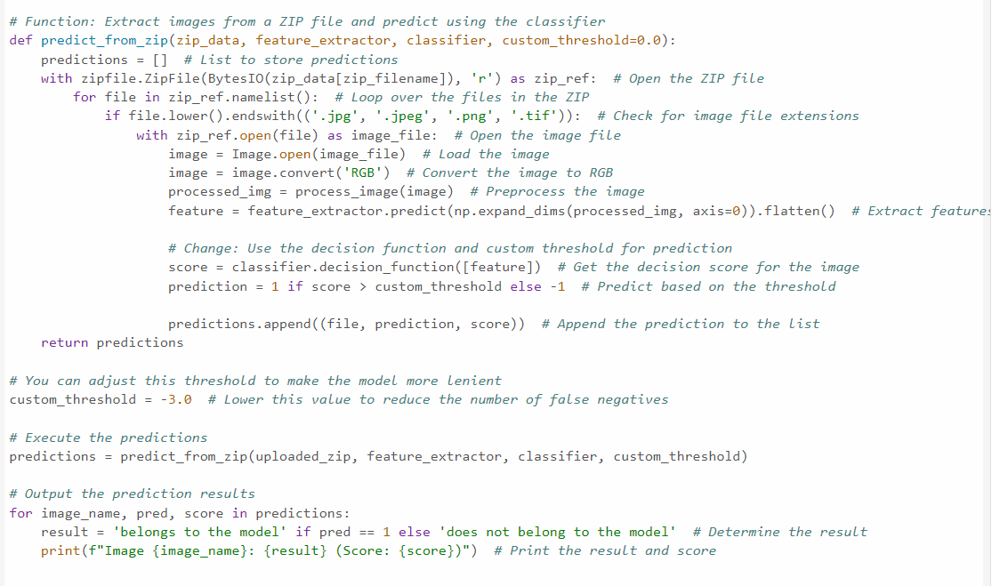 # Function: Extract images from a ZIP file and predict using the classifier
def predict_from_zip(zip_data, feature_extractor, classifier, custom_threshold=0.0):
    predictions = []  # List to store predictions
    with zipfile.ZipFile(BytesIO(zip_data[zip_filename]), 'r') as zip_ref:  # Open the ZIP file
        for file in zip_ref.namelist():  # Loop over the files in the ZIP
            if file.lower().endswith(('.jpg', '.jpeg', '.png', '.tif')):  # Check for image file extensions
                with zip_ref.open(file) as image_file:  # Open the image file
                    image = Image.open(image_file)  # Load the image
                    image = image.convert('RGB')  # Convert the image to RGB
                    processed_img = process_image(image)  # Preprocess the image
                    feature = feature_extractor.predict(np.expand_dims(processed_img, axis=0)).flatten()  # Extract features

                    # Change: Use the decision function and custom threshold for prediction
                    score = classifier.decision_function([feature])  # Get the decision score for the image
                    prediction = 1 if score > custom_threshold else -1  # Predict based on the threshold

                    predictions.append((file, prediction, score))  # Append the prediction to the list
    return predictions

# You can adjust this threshold to make the model more lenient
custom_threshold = -3.0  # Lower this value to reduce the number of false negatives

# Execute the predictions
predictions = predict_from_zip(uploaded_zip, feature_extractor, classifier, custom_threshold)

# Output the prediction results
for image_name, pred, score in predictions:
    result = 'belongs to the model' if pred == 1 else 'does not belong to the model'  # Determine the result
    print(f"Image {image_name}: {result} (Score: {score})")  # Print the result and score